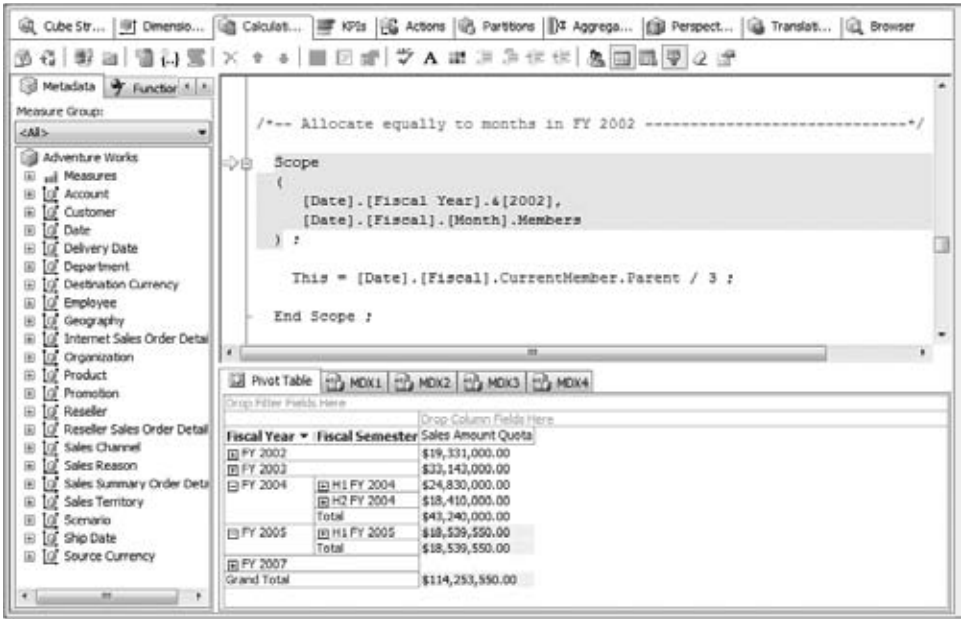 Cube Str... Dimensio... Calculati... KPIs Actions Partitions Aggrega... Perspect... Translati... Browser
Metadata Function
Measure Group:
<All>
Adventure Works
Measures
Account
Customer
Date
Delivery Date
Department
Destination Currency
Employee
Geography
Internet Sales Order Detai
Organization
Product
Promotion
Reseller
Reseller Sales Order Detail
Sales Channel
Sales Reason
Sales Summary Order Deta
Sales Territory
Scenario
Ship Date
Source Currency
/*-- Allocate equally to months in FY 2002 -----------------------------*/
Scope
(
[Date].[Fiscal Year].&[2002],
[Date].[Fiscal].[Month].Members
) ;
This = [Date].[Fiscal].CurrentMember.Parent / 3 ;
End Scope ;
Pivot Table MDX1 MDX2 MDX3 MDX4
Drop Filter Fields Here
Drop Column Fields Here
Fiscal Year Fiscal Semester Sales Amount Quota
FY 2002 $19,331,000.00
FY 2003 $33,143,000.00
FY 2004 H1 FY 2004 $24,830,000.00
H2 FY 2004 $18,410,000.00
Total $43,240,000.00
FY 2005 H1 FY 2005 $18,539,550.00
Total $18,539,550.00
FY 2007
Grand Total $114,253,550.00